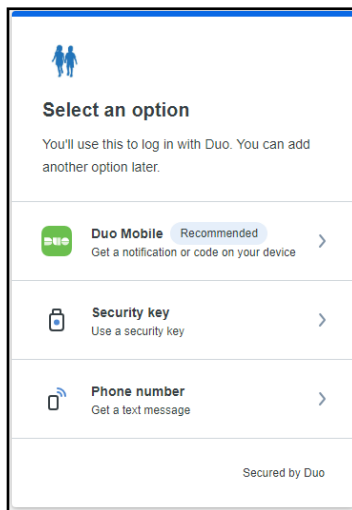 Select an option
You'll use this to log in with Duo. You can add
another option later.
DUO
Duo Mobile Recommended
Get a notification or code on your device
Security key
Use a security key
Phone number
Get a text message
Secured by Duo